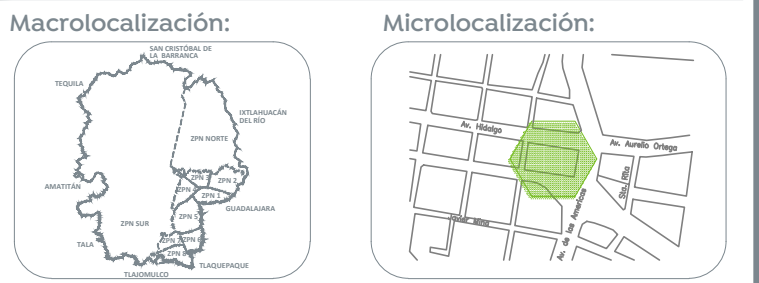 Macrolocalización:
Microlocalización:
SAN CRISTÓBAL DE
LA BARRANCA
TEQUILA
IXTLAHUACÁN
DEL RÍO
ZPN NORTE
ZPN 3
ZPN 2
ZPN 4
ZPN 1
AMATITÁN
GUADALAJARA
ZPN 5
ZPN SUR
ZPN 7
ZPN 6
TALA
ZPN 8
TLAQUEPAQUE
TLAJOMULCO
Av. Hidalgo
Av. Aurelio Ortega
Sta. Rita
Javier Mina
Av. de las Americas